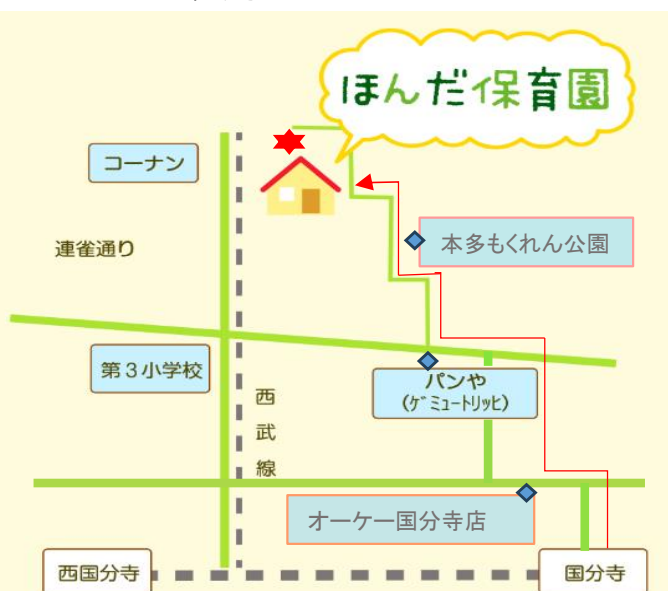 ほんだ保育園
コーナン
連雀通り
本多もくれん公園
第3小学校
パンや
(ゲミュートリッヒ)
西
武
線
オーケー国分寺店
西国分寺
国分寺